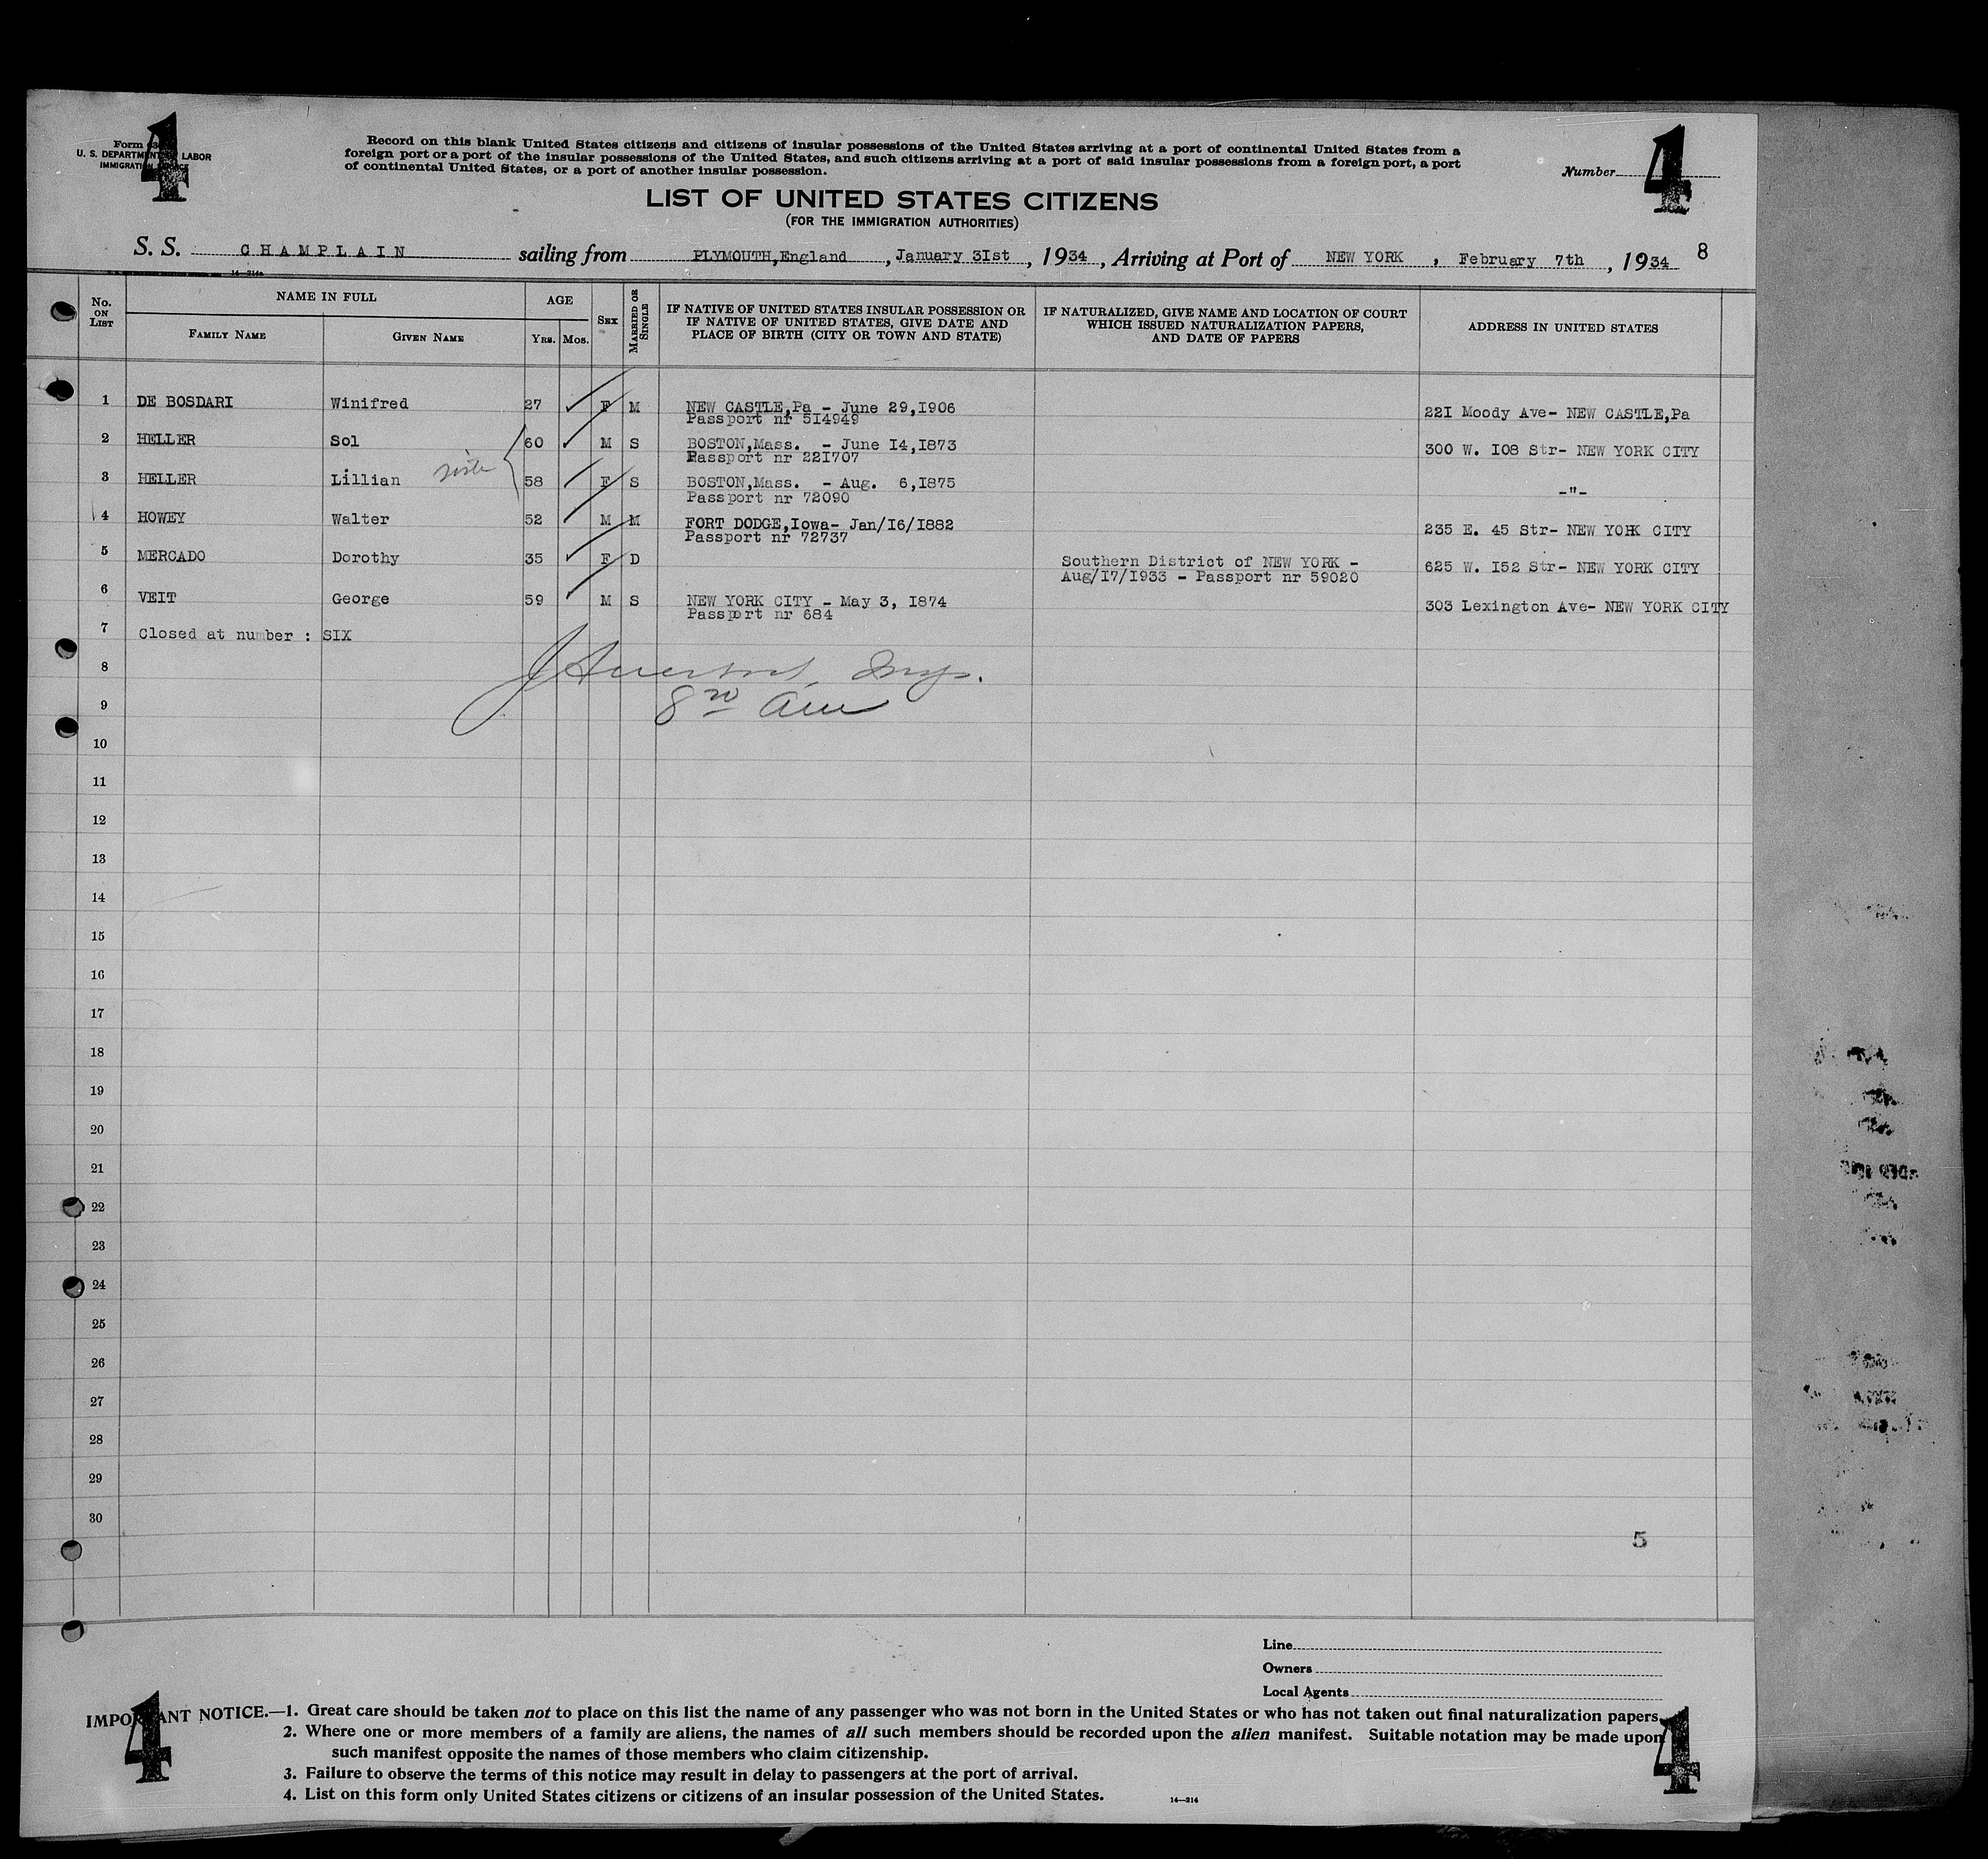 4
4
Form
U. S. DEPARTMENT OF LABOR
IMMIGRATION SERVICE
Record on this blank United States citizens and citizens of insular possessions of the United States arriving at a port of continental United States from a
foreign port or a port of the insular possessions of the United States, and such citizens arriving at a port of said insular possessions from a foreign port, a port
of continental United States, or a port of another insular possession.
Number
LIST OF UNITED STATES CITIZENS
(FOR THE IMMIGRATION AUTHORITIES)
S. S. CHAMPLAIN sailing from PLYMOUTH,England , January 3Ist , 1934 , Arriving at Port of NEW YORK , February 7th , 1934 8
14—214a
No. ON LIST
NAME IN FULL
FAMILY NAME
GIVEN NAME
AGE
YRS. MOS.
SEX
MARRIED OR SINGLE
IF NATIVE OF UNITED STATES INSULAR POSSESSION OR
IF NATIVE OF UNITED STATES, GIVE DATE AND
PLACE OF BIRTH (CITY OR TOWN AND STATE)
IF NATURALIZED, GIVE NAME AND LOCATION OF COURT
WHICH ISSUED NATURALIZATION PAPERS,
AND DATE OF PAPERS
ADDRESS IN UNITED STATES
1 DE BOSDARI Winifred 27 F M NEW CASTLE,Pa - June 29,I906 22I Moody Ave- NEW CASTLE,Pa
Passport nr 5I4949
2 HELLER Sol 60 M S BOSTON,Mass. - June I4,I873 300 W. I08 Str- NEW YORK CITY
Passport nr 22I707
3 HELLER Lillian 58 F S BOSTON,Mass. - Aug. 6,I875 -"-
Passport nr 72090
4 HOWEY Walter 52 M M FORT DODGE,Iowa- Jan/I6/I882 235 E. 45 Str- NEW YORK CITY
Passport nr 72737
5 MERCADO Dorothy 35 F D Southern District of NEW YORK - 625 W. I52 Str- NEW YORK CITY
Aug/I7/I933 - Passport nr 59020
6 VEIT George 59 M S NEW YORK CITY - May 3, I874 303 Lexington Ave- NEW YORK CITY
Passport nr 684
7 Closed at number : SIX
8
9
10
11
12
13
14
15
16
17
18
19
20
21
22
23
24
25
26
27
28
29
30
5
Line
Owners
Local Agents
IMPORTANT NOTICE.—1. Great care should be taken not to place on this list the name of any passenger who was not born in the United States or who has not taken out final naturalization papers.
2. Where one or more members of a family are aliens, the names of all such members should be recorded upon the alien manifest. Suitable notation may be made upon
such manifest opposite the names of those members who claim citizenship.
3. Failure to observe the terms of this notice may result in delay to passengers at the port of arrival.
4. List on this form only United States citizens or citizens of an insular possession of the United States.
14—214
4
4